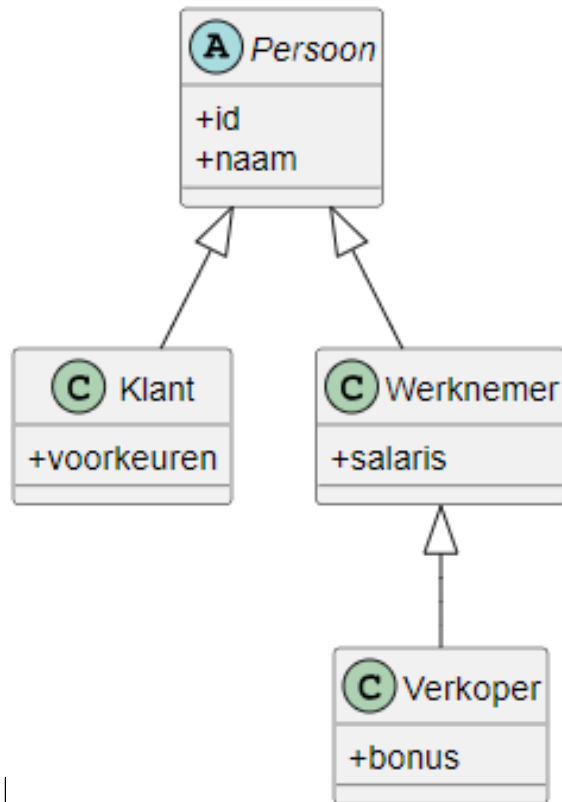 A Persoon
+id
+naam
C Klant
+voorkeuren
C Werknemer
+salaris
C Verkoper
+bonus